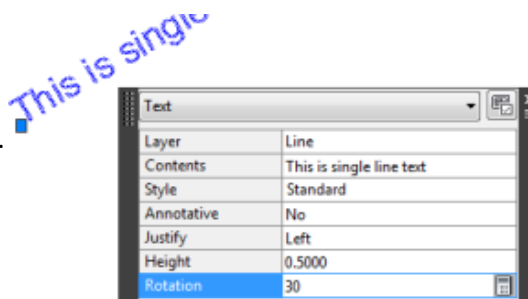 This is single
Text
Layer Line
Contents This is single line text
Style Standard
Annotative No
Justify Left
Height 0.5000
Rotation 30